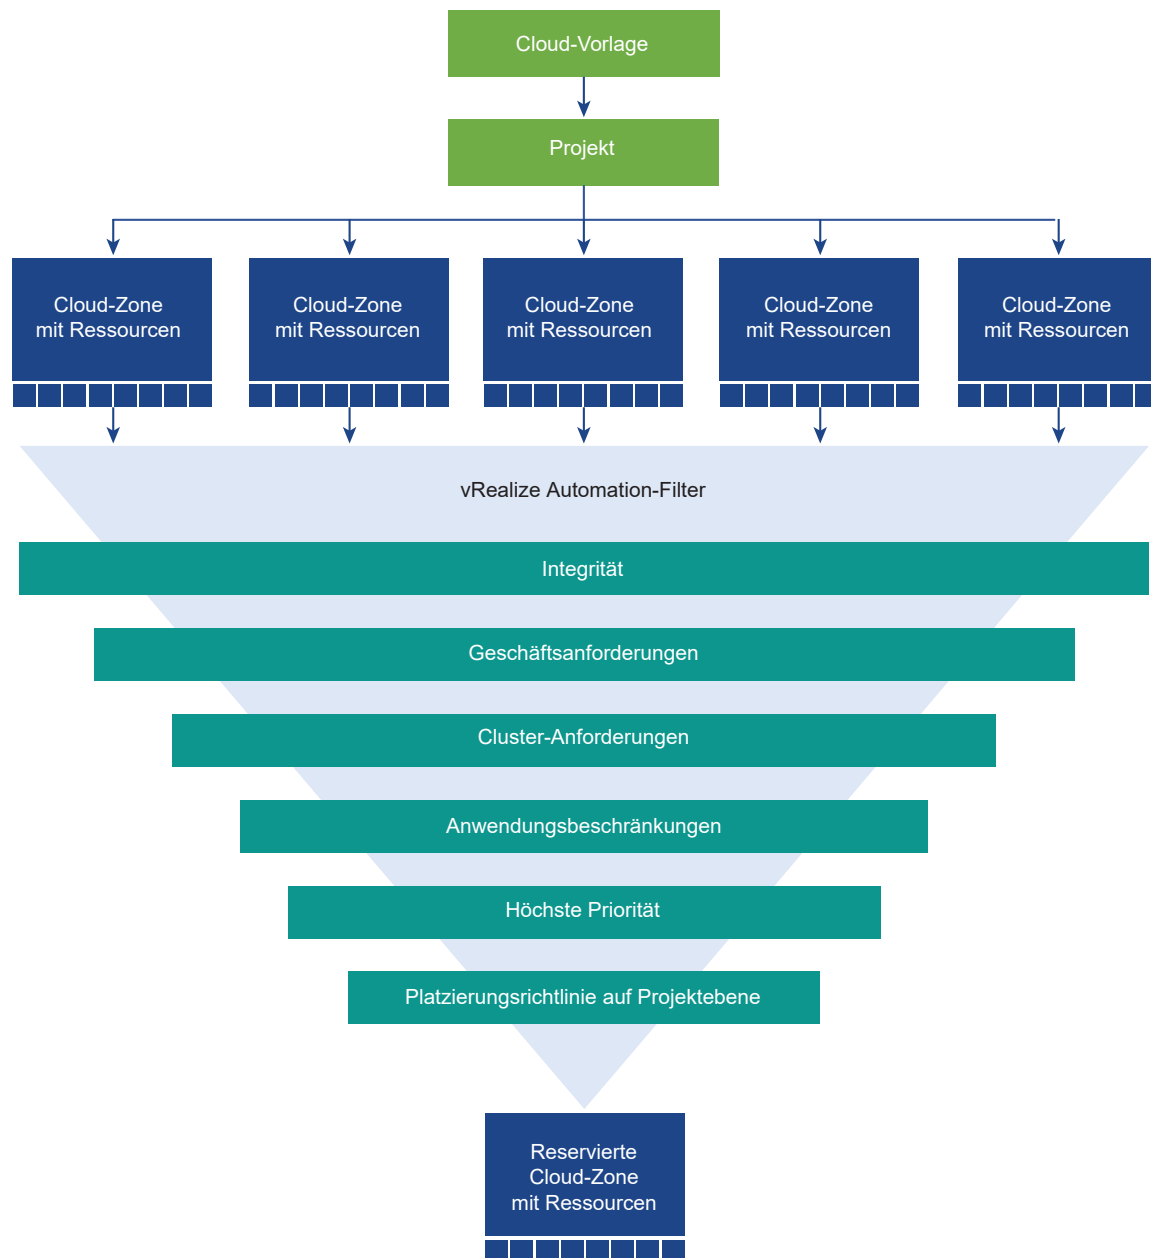 Cloud-Vorlage
Projekt
Cloud-Zone
mit Ressourcen
Cloud-Zone
mit Ressourcen
Cloud-Zone
mit Ressourcen
Cloud-Zone
mit Ressourcen
Cloud-Zone
mit Ressourcen
vRealize Automation-Filter
Integrität
Geschäftsanforderungen
Cluster-Anforderungen
Anwendungsbeschränkungen
Höchste Priorität
Platzierungsrichtlinie auf Projektebene
Reservierte
Cloud-Zone
mit Ressourcen